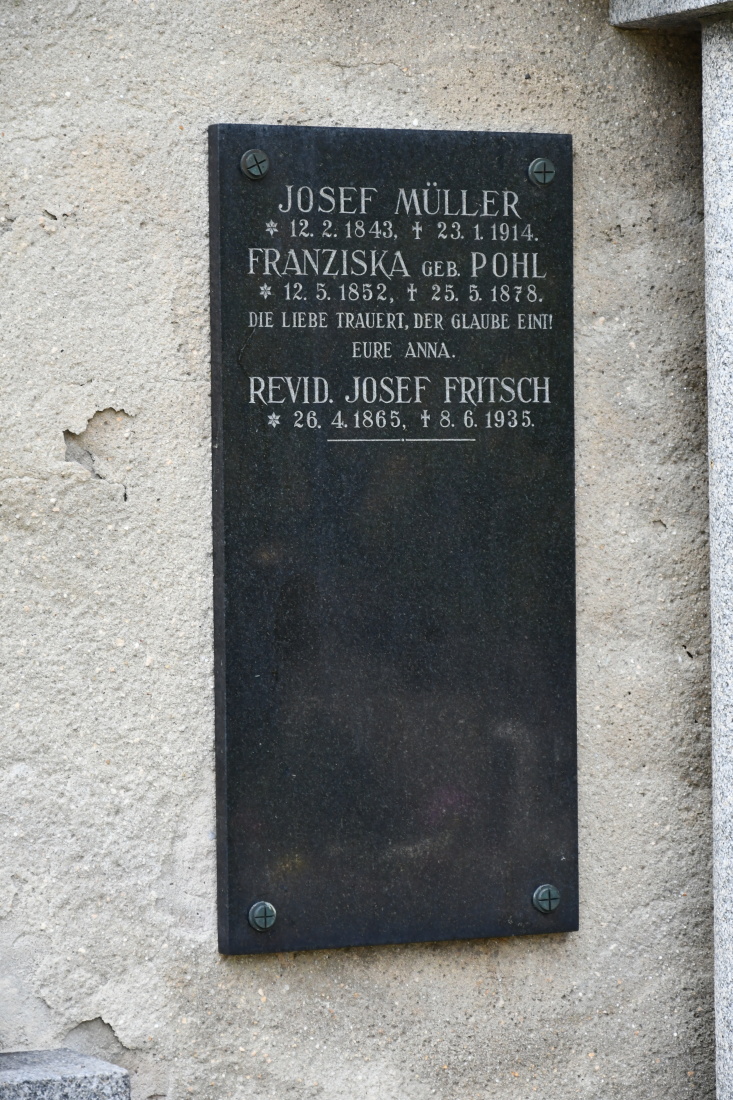 JOSEF MÜLLER
* 12. 2. 1843, † 23. 1. 1914.
FRANZISKA GEB. POHL
* 12. 5. 1852, † 25. 5. 1878.
DIE LIEBE TRAUERT, DER GLAUBE EINT!
EURE ANNA.
REVID. JOSEF FRITSCH
* 26. 4. 1865, † 8. 6. 1935.